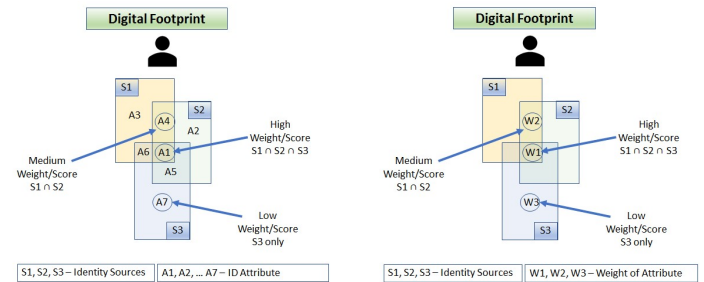 Digital Footprint
S1
S2
A3
A4
A2
High
Weight/Score
S1 ∩ S2 ∩ S3
A6
A1
Medium
Weight/Score
S1 ∩ S2
A5
A7
Low
Weight/Score
S3 only
S3
S1, S2, S3 – Identity Sources
A1, A2, ... A7 – ID Attribute
Digital Footprint
S1
S2
W2
High
Weight/Score
S1 ∩ S2 ∩ S3
W1
Medium
Weight/Score
S1 ∩ S2
W3
Low
Weight/Score
S3 only
S3
S1, S2, S3 – Identity Sources
W1, W2, W3 – Weight of Attribute